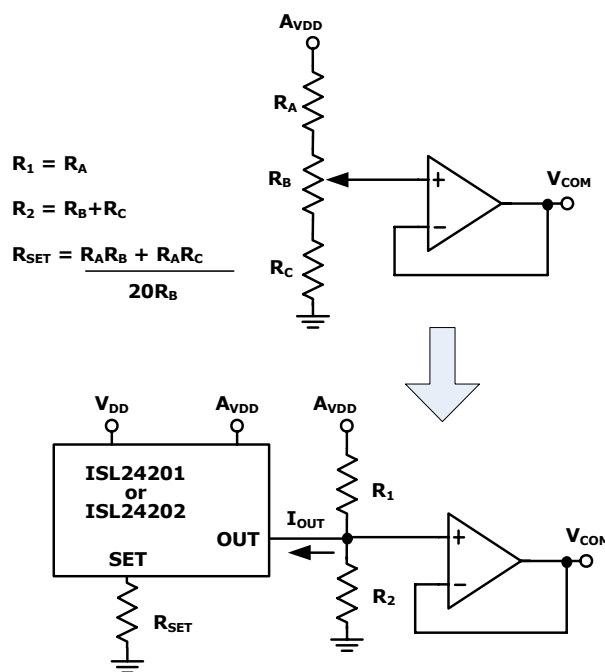 AVDD
RA
R1 = RA
RB
VCOM
+
R2 = RB+RC
−
RSET = RARB + RARC
RC
20RB
VDD
AVDD
AVDD
ISL24201
or
ISL24202
R1
IOUT
VCOM
OUT
+
SET
−
R2
RSET